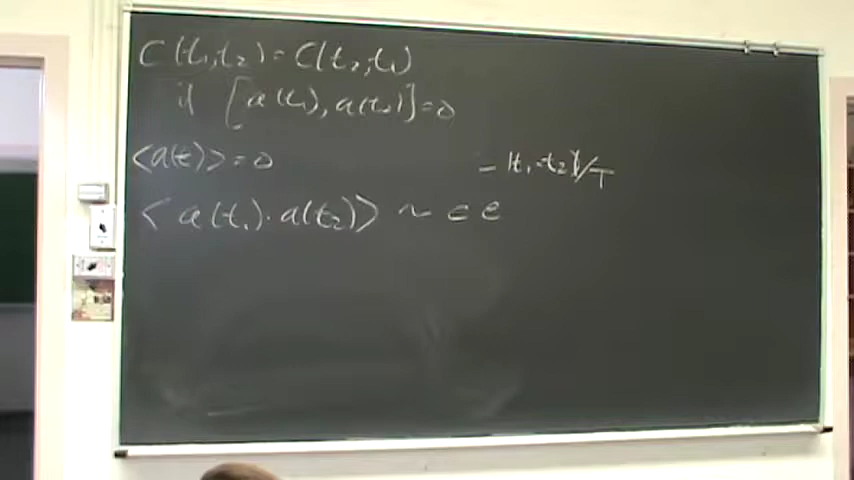 C(t₁,t₂) = C(t₂,t₁)
if [a(t₁), a(t₂)] = 0
<a(t)> = 0
<a(t₁)·a(t₂)> ~ c e^{-|t₁-t₂|/T}